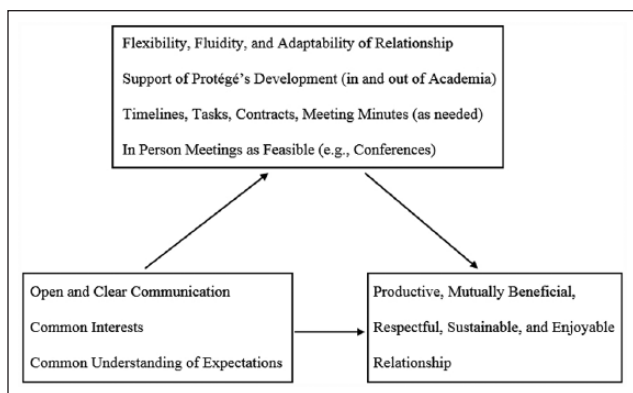 Flexibility, Fluidity, and Adaptability of Relationship
Support of Protégé's Development (in and out of Academia)
Timelines, Tasks, Contracts, Meeting Minutes (as needed)
In Person Meetings as Feasible (e.g., Conferences)
Open and Clear Communication
Common Interests
Common Understanding of Expectations
Productive, Mutually Beneficial,
Respectful, Sustainable, and Enjoyable
Relationship